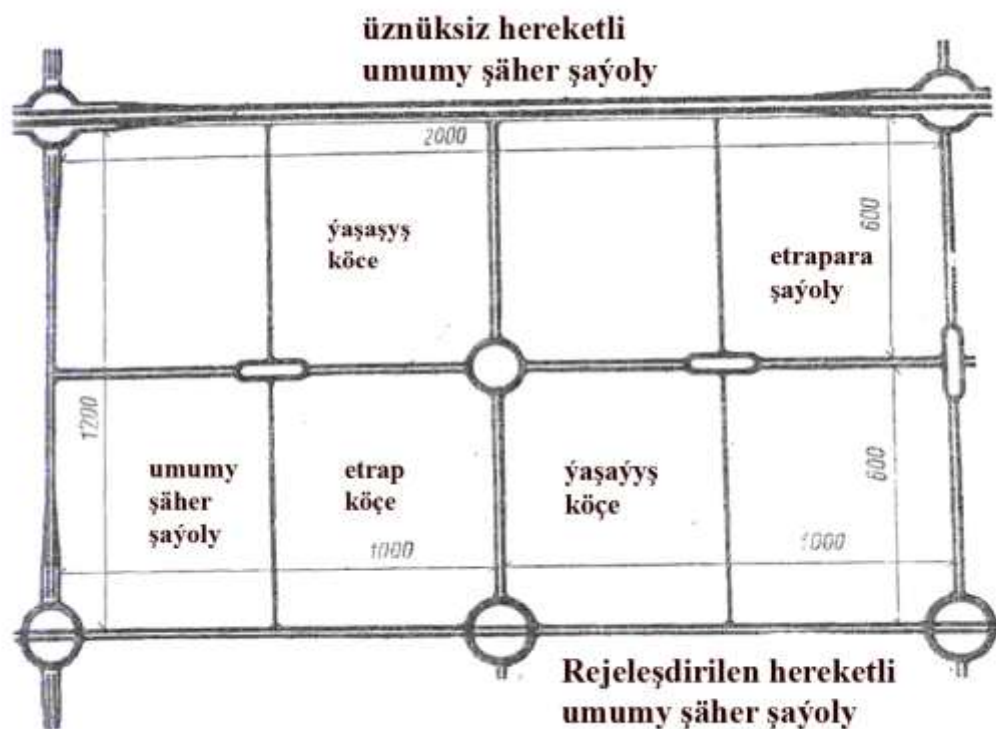 üznüksiz hereketli
umumy şäher şaýoly
2000
ýaşaşyş
köce
600
etrapara
şaýoly
1200
umumy
şäher
şaýoly
etrap
köçe
ýaşaýyş
köçe
600
1000
1000
Rejeleşdirilen hereketli
umumy şäher şaýoly